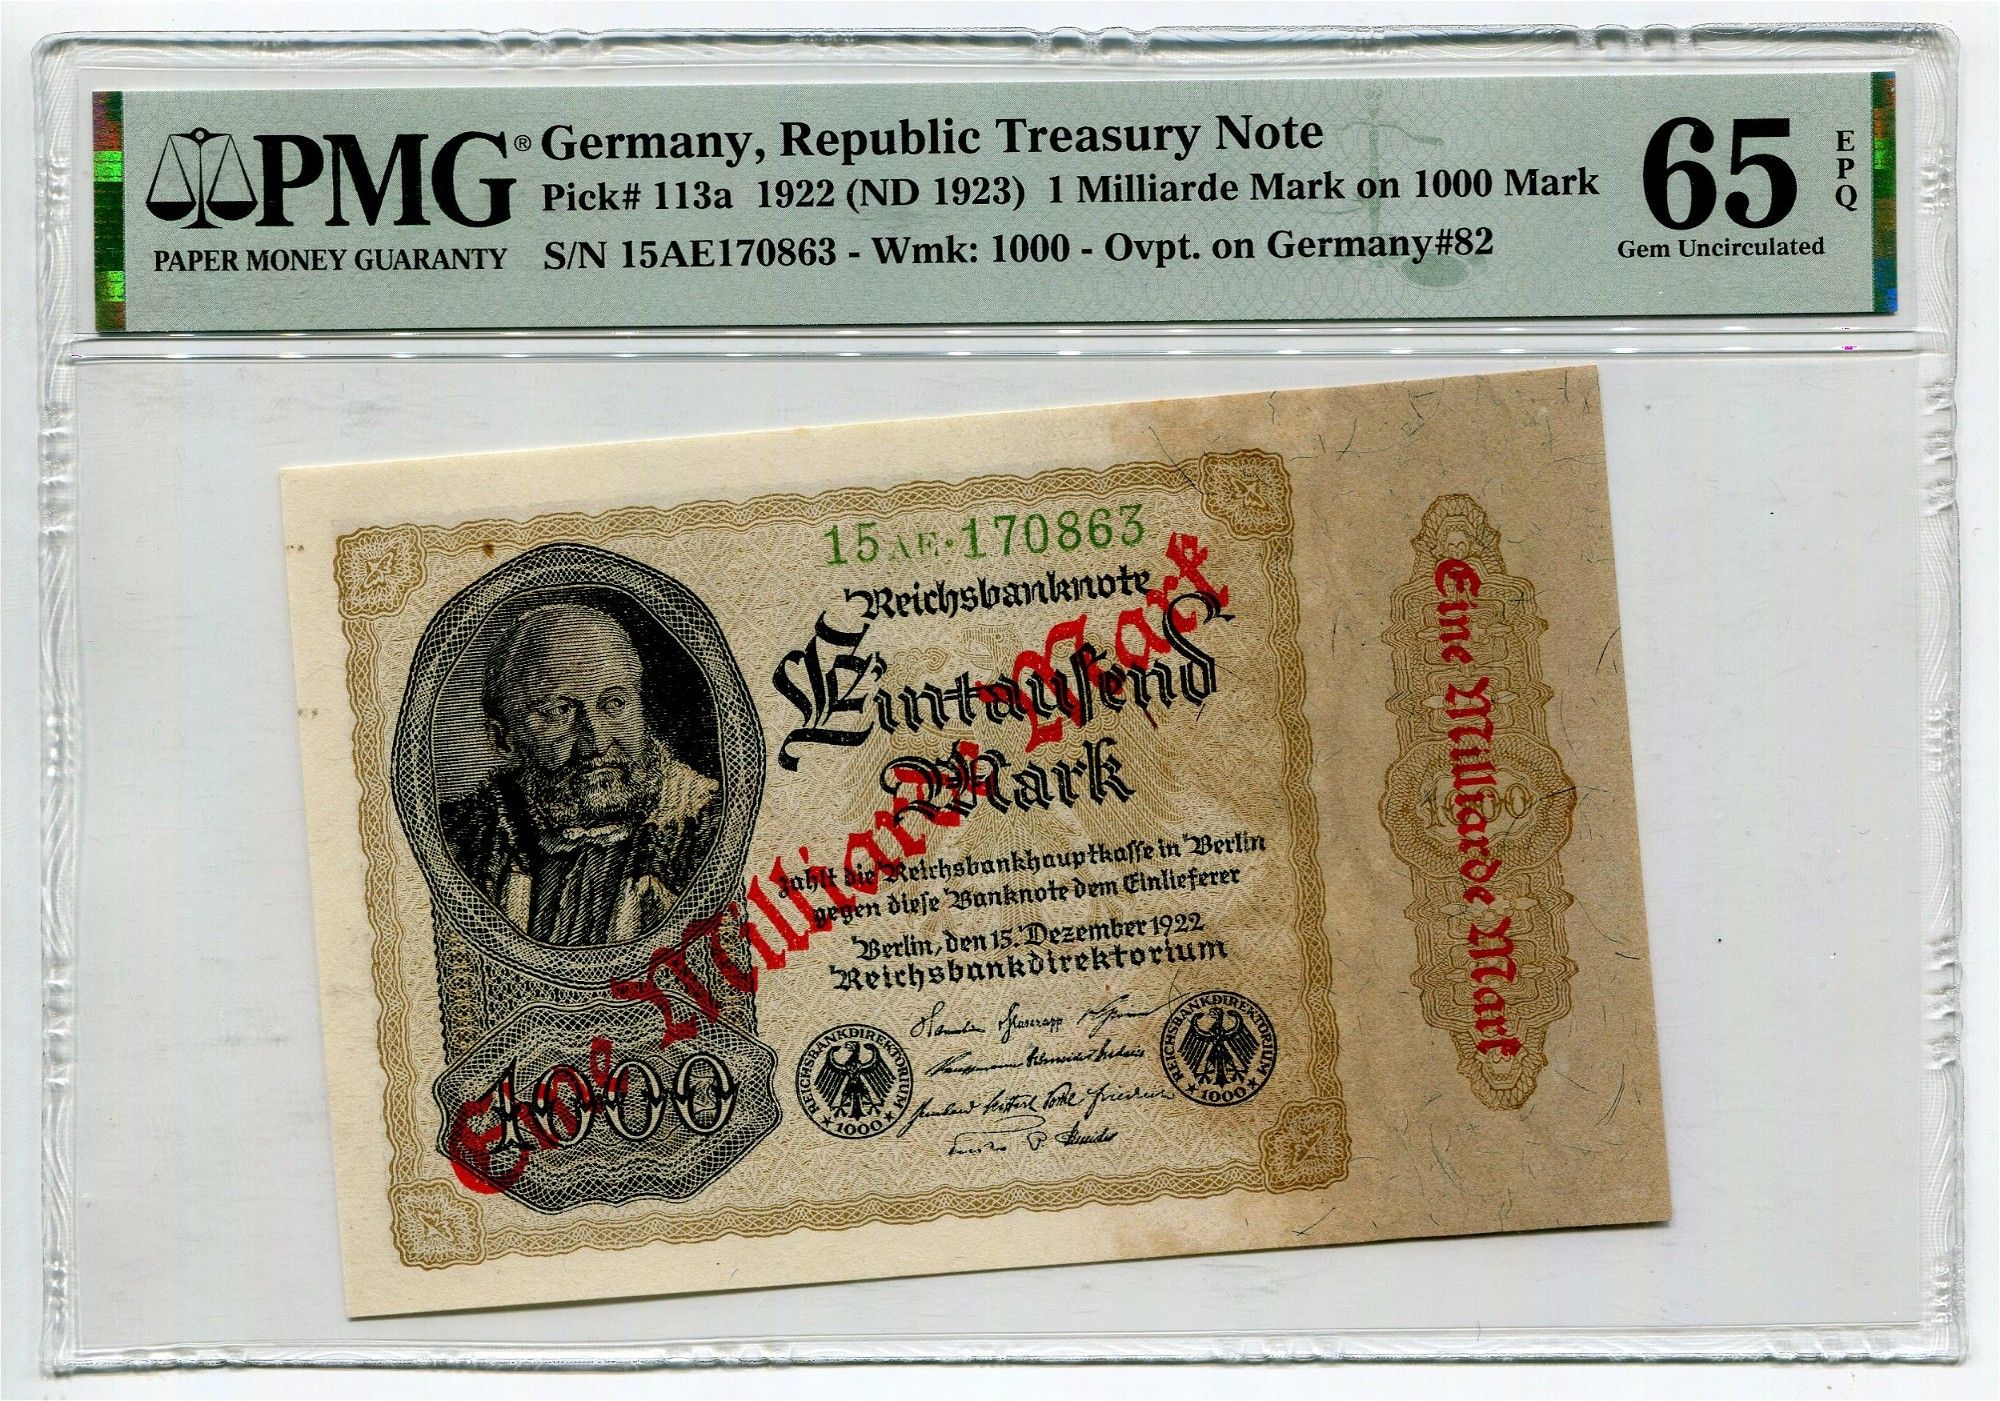 PMG®
PAPER MONEY GUARANTY
Germany, Republic Treasury Note
Pick# 113a 1922 (ND 1923) 1 Milliarde Mark on 1000 Mark
S/N 15AE170863 - Wmk: 1000 - Ovpt. on Germany#82
65
EPQ
Gem Uncirculated
15AE·170863
Reichsbanknote
Eintausend
Mark
zahlt die Reichsbankhauptkasse in Berlin
gegen diese Banknote dem Einlieferer
Berlin, den 15. Dezember 1922
Reichsbankdirektorium
REICHSBANKDIREKTORIUM
★1000★
REICHSBANKDIREKTORIUM
★1000★
1000
Eine Milliarde Mark
1000
Eine Milliarde Mark